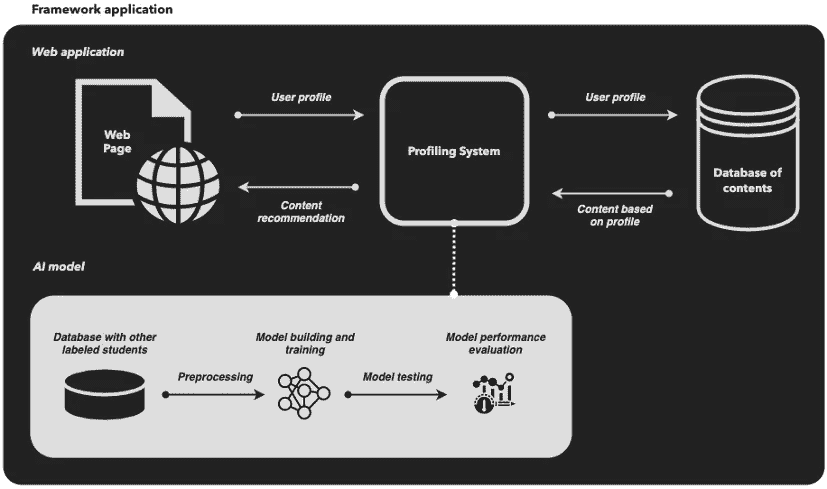 Framework application
Web application
Web
Page
User profile
Content
recommendation
Profiling System
User profile
Content based
on profile
Database of
contents
AI model
Database with other
labeled students
Preprocessing
Model building and
training
Model testing
Model performance
evaluation